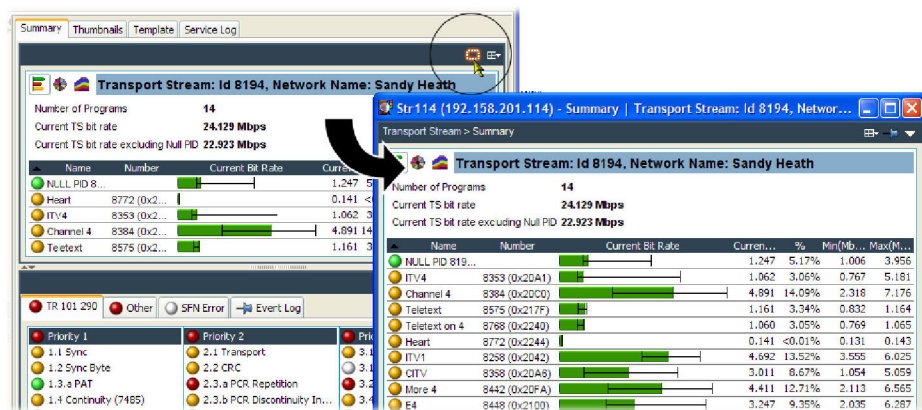 Summary Thumbnails Template Service Log
Transport Stream: Id 8194, Network Name: Sandy Heath
Number of Programs 14
Current TS bit rate 24.129 Mbps
Current TS bit rate excluding Null PID 22.923 Mbps
Name Number Current Bit Rate
NULL PID 8... 1.247
Heart 8772 (0x2... 0.141
ITV4 8353 (0x2... 1.062
Channel 4 8384 (0x2... 4.891
Teletext 8575 (0x2... 1.161
TR 101 290 Other SFN Error Event Log
Priority 1 Priority 2
1.1 Sync 2.1 Transport
1.2 Sync Byte 2.2 CRC
1.3.a PAT 2.3.a PCR Repetition
1.4 Continuity (7485) 2.3.b PCR Discontinuity In...
Str114 (192.158.201.114) - Summary | Transport Stream: Id 8194, Networ...
Transport Stream > Summary
Transport Stream: Id 8194, Network Name: Sandy Heath
Number of Programs 14
Current TS bit rate 24.129 Mbps
Current TS bit rate excluding Null PID 22.923 Mbps
Name Number Current Bit Rate Curren... % Min(Mb... Max(M...
NULL PID 819... 1.247 5.17% 1.006 3.956
ITV4 8353 (0x20A1) 1.062 3.06% 0.767 5.181
Channel 4 8384 (0x20C0) 4.891 14.09% 2.318 7.176
Teletext 8575 (0x217F) 1.161 3.34% 0.832 1.164
Teletext on 4 8768 (0x2240) 1.060 3.05% 0.769 1.065
Heart 8772 (0x2244) 0.141 <0.01% 0.131 0.143
ITV1 8258 (0x2042) 4.692 13.52% 3.555 6.025
CITV 8358 (0x20A6) 3.011 8.67% 1.054 5.059
More 4 8442 (0x20FA) 4.411 12.71% 2.113 6.565
E4 8448 (0x2100) 3.247 9.35% 2.035 6.287